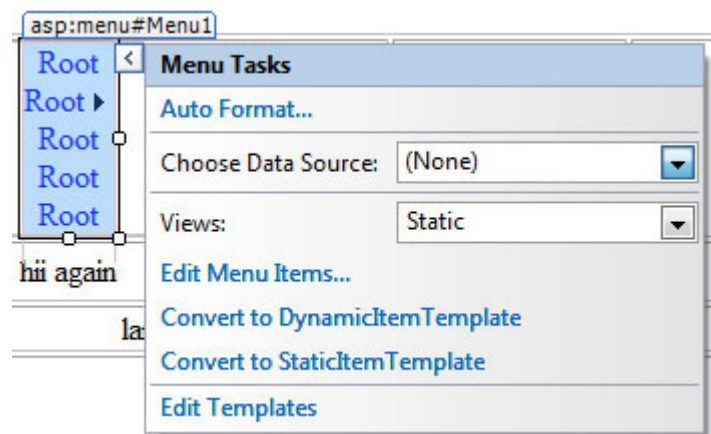 asp:menu#Menu1
Root
Root
Root
Root
Root
hii again
Menu Tasks
Auto Format...
Choose Data Source: (None)
Views: Static
Edit Menu Items...
Convert to DynamicItemTemplate
Convert to StaticItemTemplate
Edit Templates